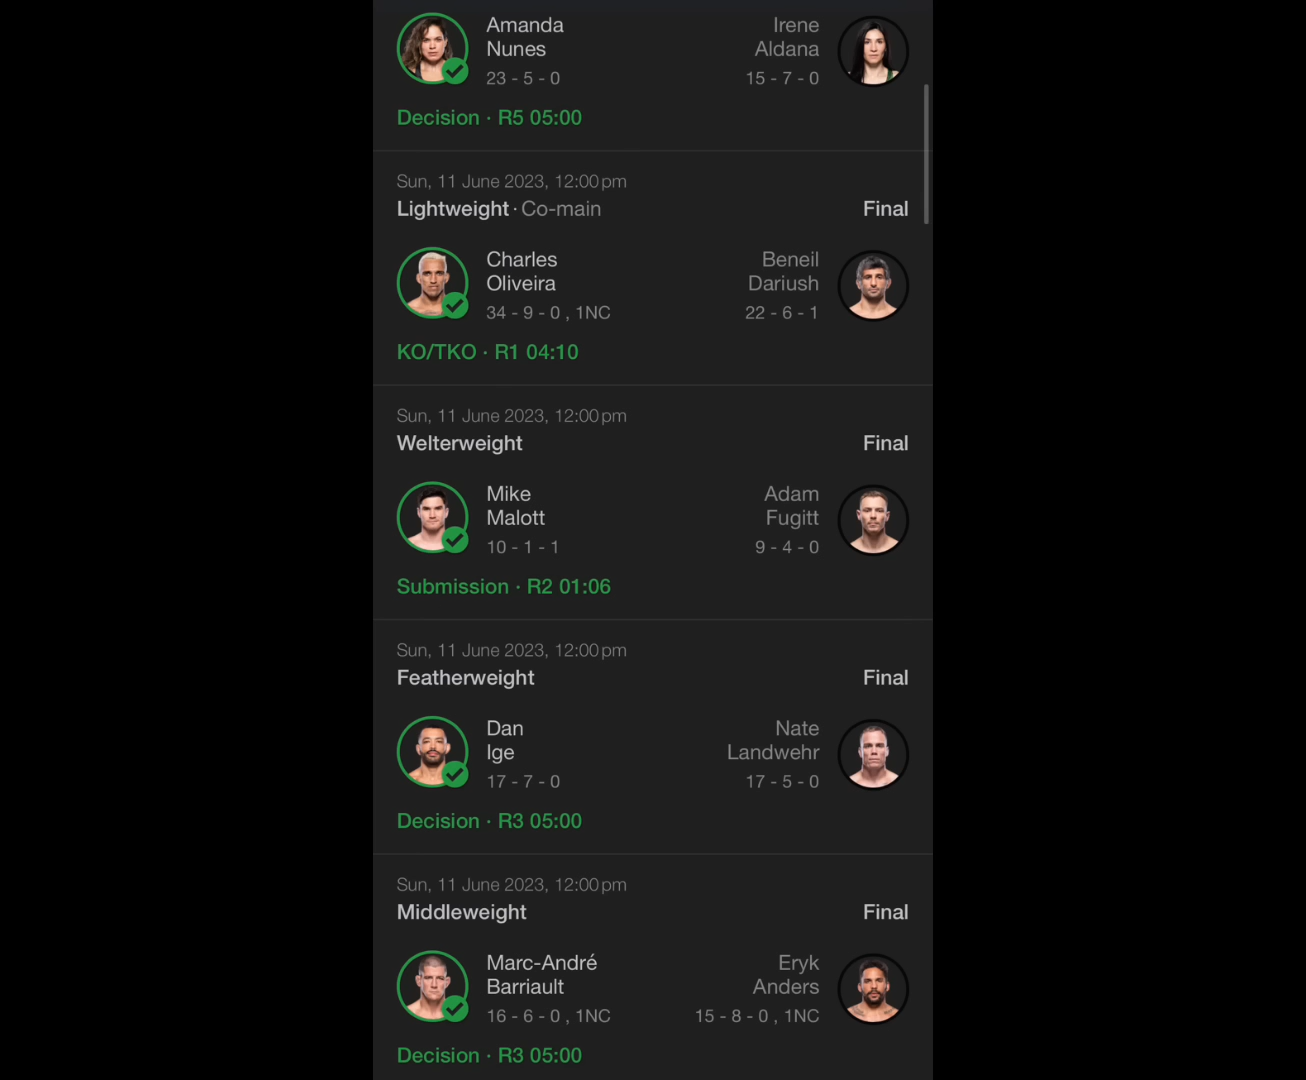 Amanda Irene
Nunes Aldana
23 - 5 - 0 15 - 7 - 0
Decision · R5 05:00
Sun, 11 June 2023, 12:00 pm
Lightweight · Co-main Final
Charles Beneil
Oliveira Dariush
34 - 9 - 0 , 1NC 22 - 6 - 1
KO/TKO · R1 04:10
Sun, 11 June 2023, 12:00 pm
Welterweight Final
Mike Adam
Malott Fugitt
10 - 1 - 1 9 - 4 - 0
Submission · R2 01:06
Sun, 11 June 2023, 12:00 pm
Featherweight Final
Dan Nate
Ige Landwehr
17 - 7 - 0 17 - 5 - 0
Decision · R3 05:00
Sun, 11 June 2023, 12:00 pm
Middleweight Final
Marc-André Eryk
Barriault Anders
16 - 6 - 0 , 1NC 15 - 8 - 0 , 1NC
Decision · R3 05:00